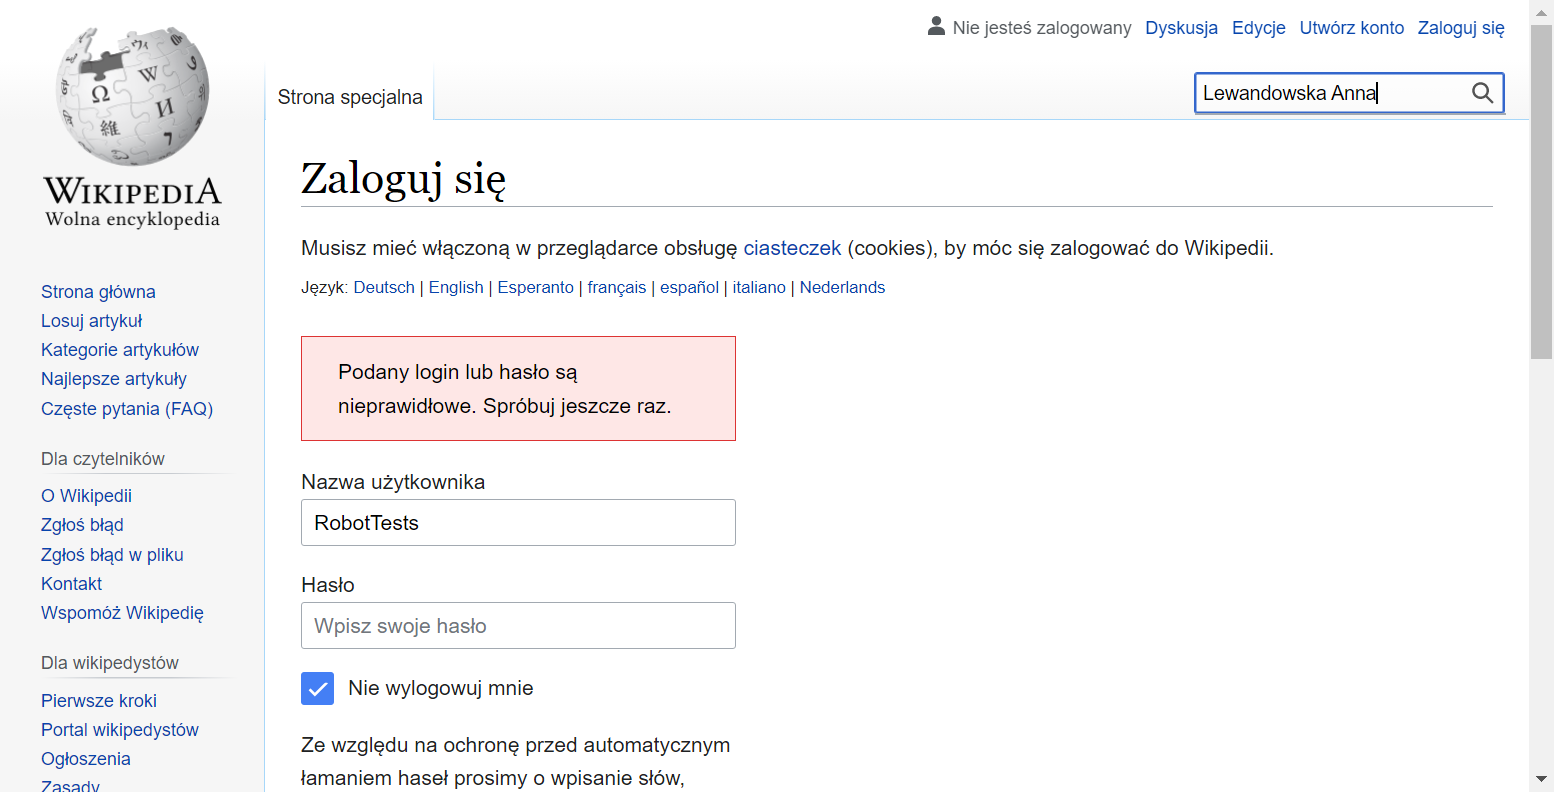 Nie jesteś zalogowany Dyskusja Edycje Utwórz konto Zaloguj się
Strona specjalna
Lewandowska Anna
WIKIPEDIA
Wolna encyklopedia
Strona główna
Losuj artykuł
Kategorie artykułów
Najlepsze artykuły
Częste pytania (FAQ)
Dla czytelników
O Wikipedii
Zgłoś błąd
Zgłoś błąd w pliku
Kontakt
Wspomóż Wikipedię
Dla wikipedystów
Pierwsze kroki
Portal wikipedystów
Ogłoszenia
Zasady
Zaloguj się
Musisz mieć włączoną w przeglądarce obsługę ciasteczek (cookies), by móc się zalogować do Wikipedii.
Język: Deutsch | English | Esperanto | français | español | italiano | Nederlands
Podany login lub hasło są
nieprawidłowe. Spróbuj jeszcze raz.
Nazwa użytkownika
RobotTests
Hasło
Wpisz swoje hasło
Nie wylogowuj mnie
Ze względu na ochronę przed automatycznym
łamaniem haseł prosimy o wpisanie słów,